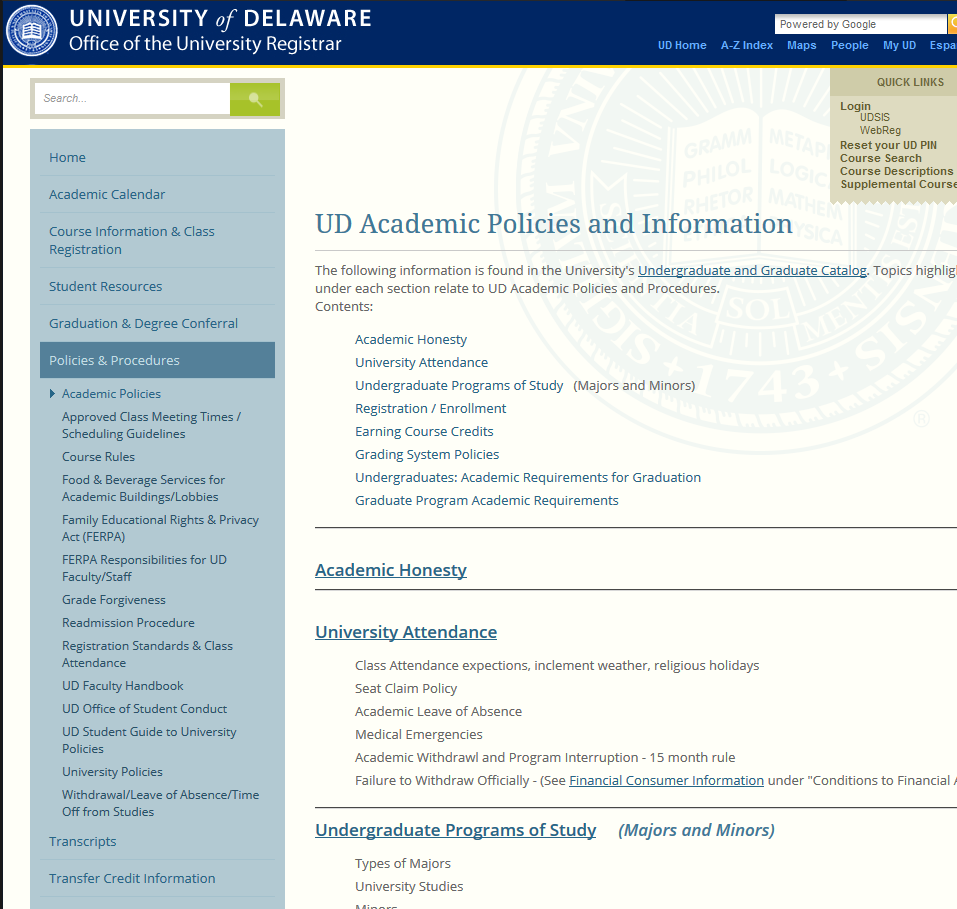 UNIVERSITY of DELAWARE
Office of the University Registrar
Powered by Google
UD Home A-Z Index Maps People My UD Espa
Search...
QUICK LINKS
Login
UDSIS
WebReg
Reset your UD PIN
Course Search
Course Descriptions
Supplemental Course
Home
Academic Calendar
Course Information & Class
Registration
Student Resources
Graduation & Degree Conferral
Policies & Procedures
Academic Policies
Approved Class Meeting Times /
Scheduling Guidelines
Course Rules
Food & Beverage Services for
Academic Buildings/Lobbies
Family Educational Rights & Privacy
Act (FERPA)
FERPA Responsibilities for UD
Faculty/Staff
Grade Forgiveness
Readmission Procedure
Registration Standards & Class
Attendance
UD Faculty Handbook
UD Office of Student Conduct
UD Student Guide to University
Policies
University Policies
Withdrawal/Leave of Absence/Time
Off from Studies
Transcripts
Transfer Credit Information
GRAMM METAPH
PHILOL LOGIC
RHETOR MATHEM
SOL
1743
UD Academic Policies and Information
The following information is found in the University's Undergraduate and Graduate Catalog. Topics highlig
under each section relate to UD Academic Policies and Procedures.
Contents:
Academic Honesty
University Attendance
Undergraduate Programs of Study (Majors and Minors)
Registration / Enrollment
Earning Course Credits
Grading System Policies
Undergraduates: Academic Requirements for Graduation
Graduate Program Academic Requirements
Academic Honesty
University Attendance
Class Attendance expections, inclement weather, religious holidays
Seat Claim Policy
Academic Leave of Absence
Medical Emergencies
Academic Withdrawl and Program Interruption - 15 month rule
Failure to Withdraw Officially - (See Financial Consumer Information under "Conditions to Financial A
Undergraduate Programs of Study (Majors and Minors)
Types of Majors
University Studies
Minors